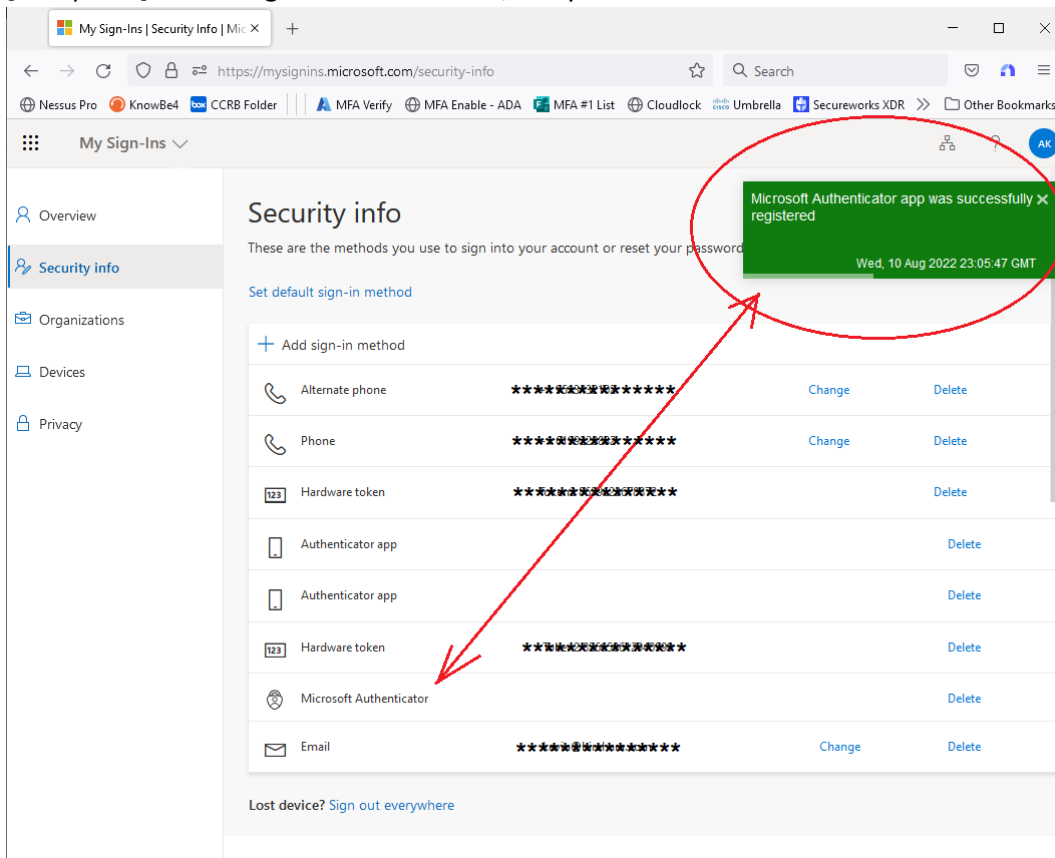 My Sign-Ins | Security Info | Mic
https://mysignins.microsoft.com/security-info
Search
Nessus Pro KnowBe4 box CCRB Folder MFA Verify MFA Enable - ADA MFA #1 List Cloudlock Umbrella Secureworks XDR Other Bookmarks
My Sign-Ins
?
AK
Microsoft Authenticator app was successfully
registered
Wed, 10 Aug 2022 23:05:47 GMT
Overview
Security info
Organizations
Devices
Privacy
Security info
These are the methods you use to sign into your account or reset your password
Set default sign-in method
+ Add sign-in method
Alternate phone *************** Change Delete
Phone *************** Change Delete
123 Hardware token *************** Delete
Authenticator app Delete
Authenticator app Delete
123 Hardware token *************** Delete
Microsoft Authenticator Delete
Email *************** Change Delete
Lost device? Sign out everywhere